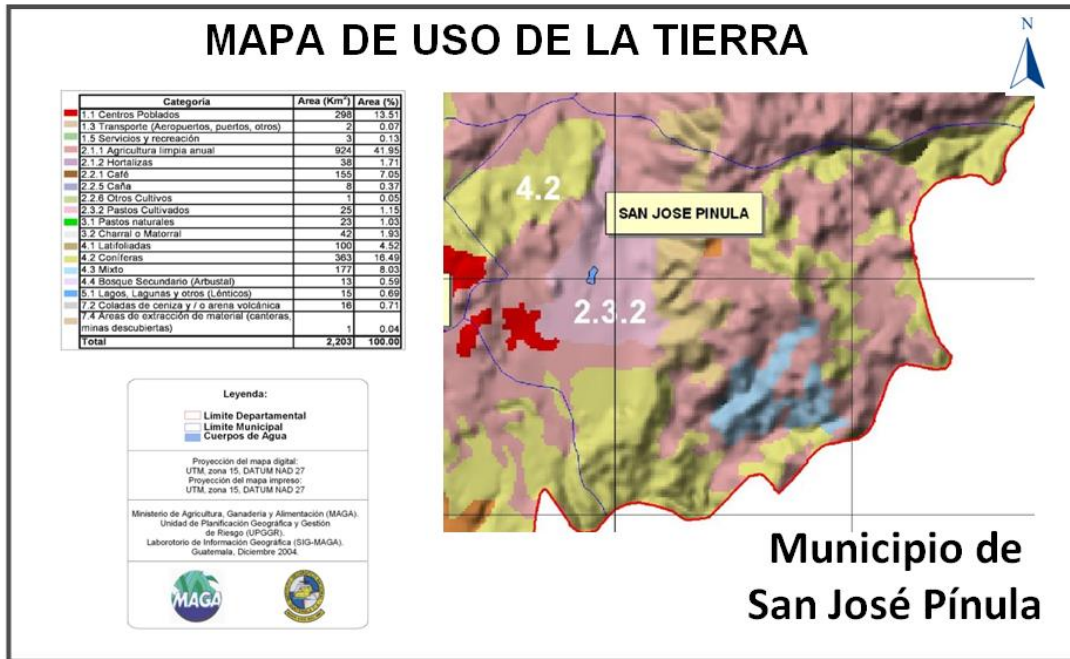 MAPA DE USO DE LA TIERRA
N
Categoría Area (Km²) Area (%)
1.1 Centros Poblados 298 13.51
1.3 Transporte (Aeropuertos, puertos, otros) 2 0.07
1.5 Servicios y recreación 3 0.13
2.1.1 Agricultura limpia anual 924 41.95
2.1.2 Hortalizas 38 1.71
2.2.1 Café 155 7.05
2.2.5 Caña 8 0.37
2.2.6 Otros Cultivos 1 0.05
2.3.2 Pastos Cultivados 25 1.15
3.1 Pastos naturales 23 1.03
3.2 Charral o Matorral 42 1.93
4.1 Latifoliadas 100 4.52
4.2 Coníferas 363 16.49
4.3 Mixto 177 8.03
4.4 Bosque Secundario (Arbustal) 13 0.59
5.1 Lagos, Lagunas y otros (Lénticos) 15 0.69
7.2 Coladas de ceniza y / o arena volcánica 16 0.71
7.4 Areas de extracción de material (canteras,
minas descubiertas) 1 0.04
Total 2,203 100.00
4.2
SAN JOSE PINULA
2.3.2
Leyenda:
Limite Departamental
Limite Municipal
Cuerpos de Agua
Proyección del mapa digital:
UTM, zona 15, DATUM NAD 27
Proyección del mapa impreso:
UTM, zona 15, DATUM NAD 27
Ministerio de Agricultura, Ganadería y Alimentación (MAGA).
Unidad de Planificación Geográfica y Gestión
de Riesgo (UPGGR).
Laborotorio de Información Geográfica (SIG-MAGA).
Guatemala, Diciembre 2004.
MAGA
Municipio de
San José Pínula